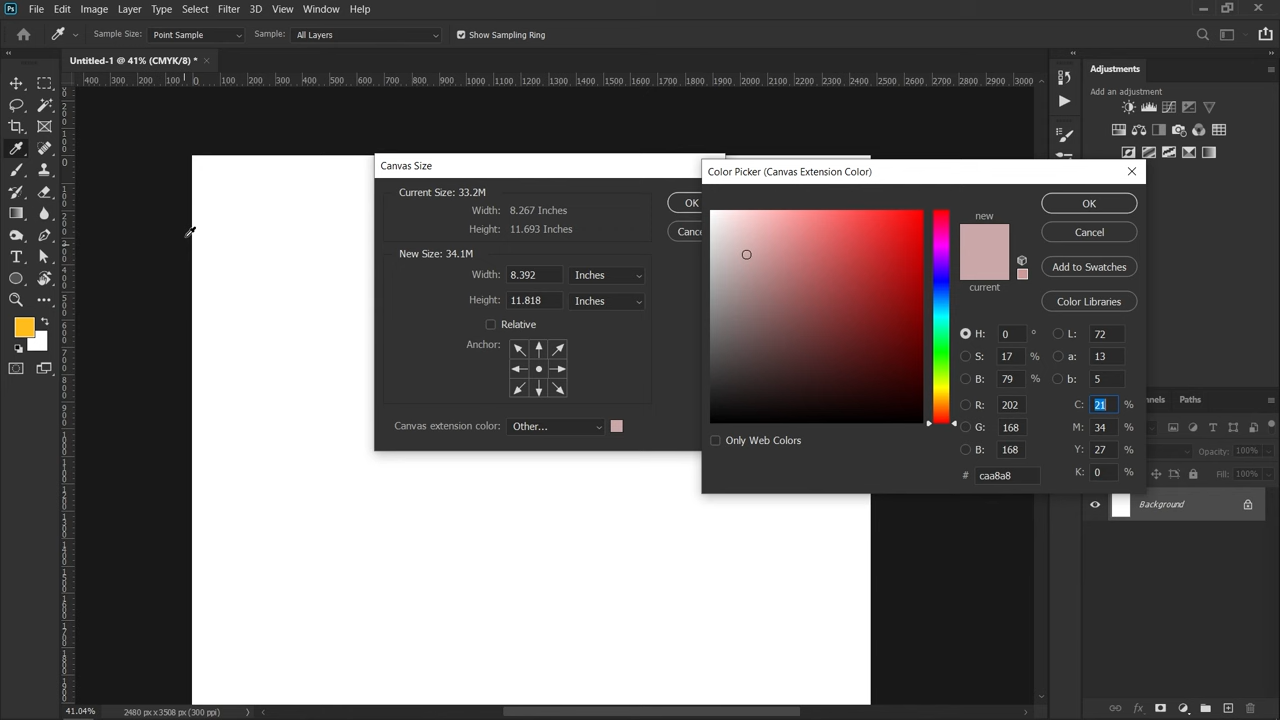 Ps File Edit Image Layer Type Select Filter 3D View Window Help
Sample Size: Point Sample Sample: All Layers Show Sampling Ring
Untitled-1 @ 41% (CMYK/8) *
400 300 200 100 0 100 200 300 400 500 600 700 800 900 1000 1100 1200 1300 1400 1500 1600 1700 1800 1900 2000 2100 2200 2300 2400 2500 2600 2700 2800 2900 3000
Adjustments
Add an adjustment
Canvas Size
Current Size: 33.2M
Width: 8.267 Inches
Height: 11.693 Inches
New Size: 34.1M
Width: 8.392 Inches
Height: 11.818 Inches
Relative
Anchor:
Canvas extension color: Other...
OK
Color Picker (Canvas Extension Color)
new
current
OK
Cancel
Add to Swatches
Color Libraries
H: 0 °
S: 17 %
B: 79 %
R: 202
G: 168
B: 168
# caa8a8
L: 72
a: 13
b: 5
C: 21 %
M: 34 %
Y: 27 %
K: 0 %
Only Web Colors
Paths
Opacity: 100%
Fill: 100%
Background
41.04% 2480 px x 3508 px (300 ppi)